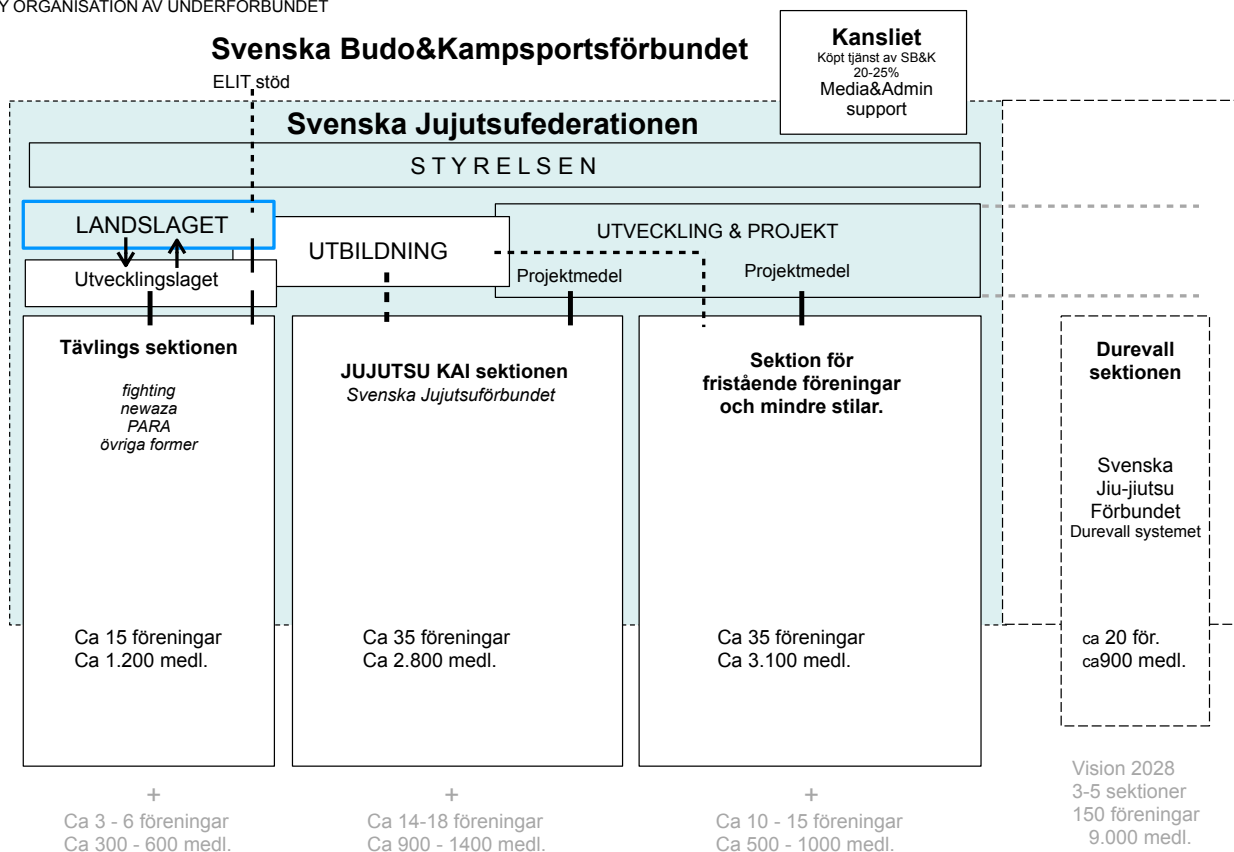 Y ORGANISATION AV UNDERFÖRBUNDET
Svenska Budo&Kampsportsförbundet
ELIT stöd
Kansliet
Köpt tjänst av SB&K
20-25%
Media&Admin
support
Svenska Jujutsufederationen
STYRELSEN
LANDSLAGET
UTBILDNING
UTVECKLING & PROJEKT
Utvecklingslaget
Projektmedel
Projektmedel
Tävlings sektionen
fighting
newaza
PARA
övriga former
Ca 15 föreningar
Ca 1.200 medl.
JUJUTSU KAI sektionen
Svenska Jujutsuförbundet
Ca 35 föreningar
Ca 2.800 medl.
Sektion för
fristående föreningar
och mindre stilar.
Ca 35 föreningar
Ca 3.100 medl.
Durevall
sektionen
Svenska
Jiu-jiutsu
Förbundet
Durevall systemet
ca 20 för.
ca900 medl.
+
Ca 3 - 6 föreningar
Ca 300 - 600 medl.
+
Ca 14-18 föreningar
Ca 900 - 1400 medl.
+
Ca 10 - 15 föreningar
Ca 500 - 1000 medl.
Vision 2028
3-5 sektioner
150 föreningar
9.000 medl.